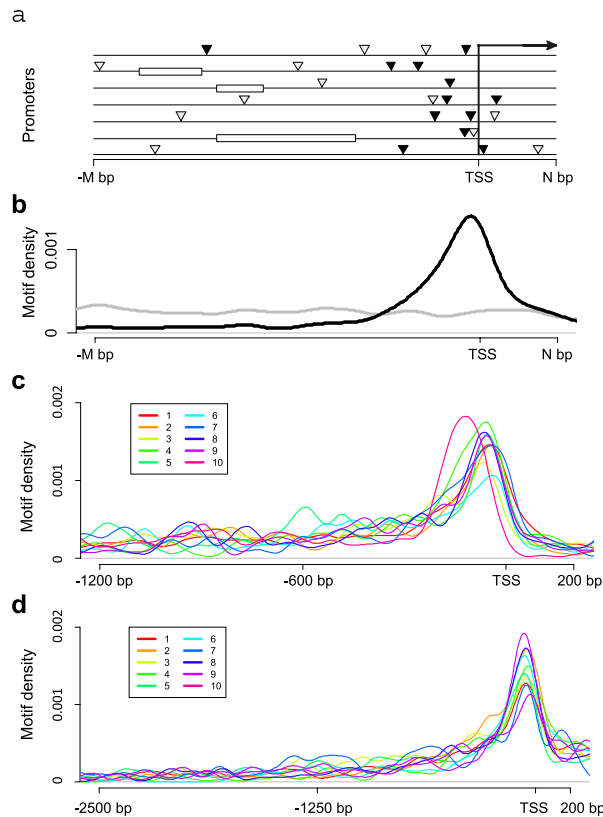 a
Promoters
-M bp
TSS
N bp
b
Motif density
0.001
0
-M bp
TSS
N bp
c
Motif density
0.002
0.001
0
1 6
2 7
3 8
4 9
5 10
-1200 bp
-600 bp
TSS
200 bp
d
Motif density
0.002
0.001
0
1 6
2 7
3 8
4 9
5 10
-2500 bp
-1250 bp
TSS
200 bp